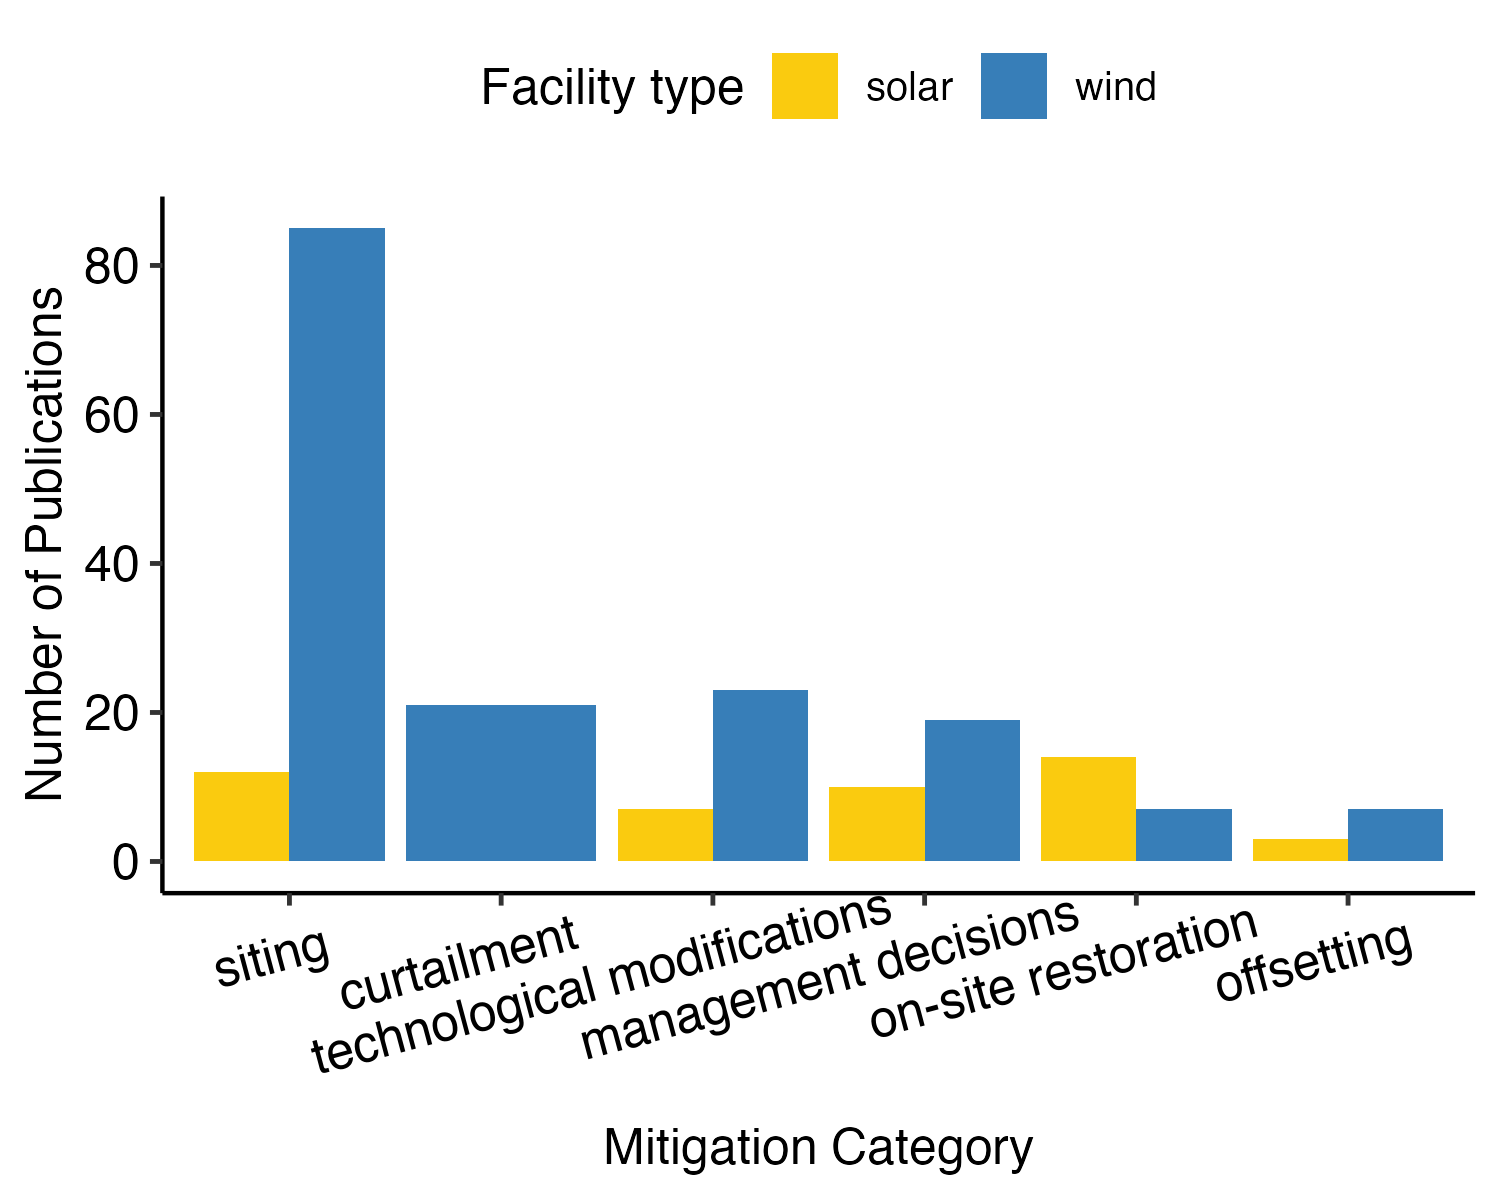 Facility type solar wind
Number of Publications
80
60
40
20
0
siting
curtailment
technological modifications
management decisions
on-site restoration
offsetting
Mitigation Category